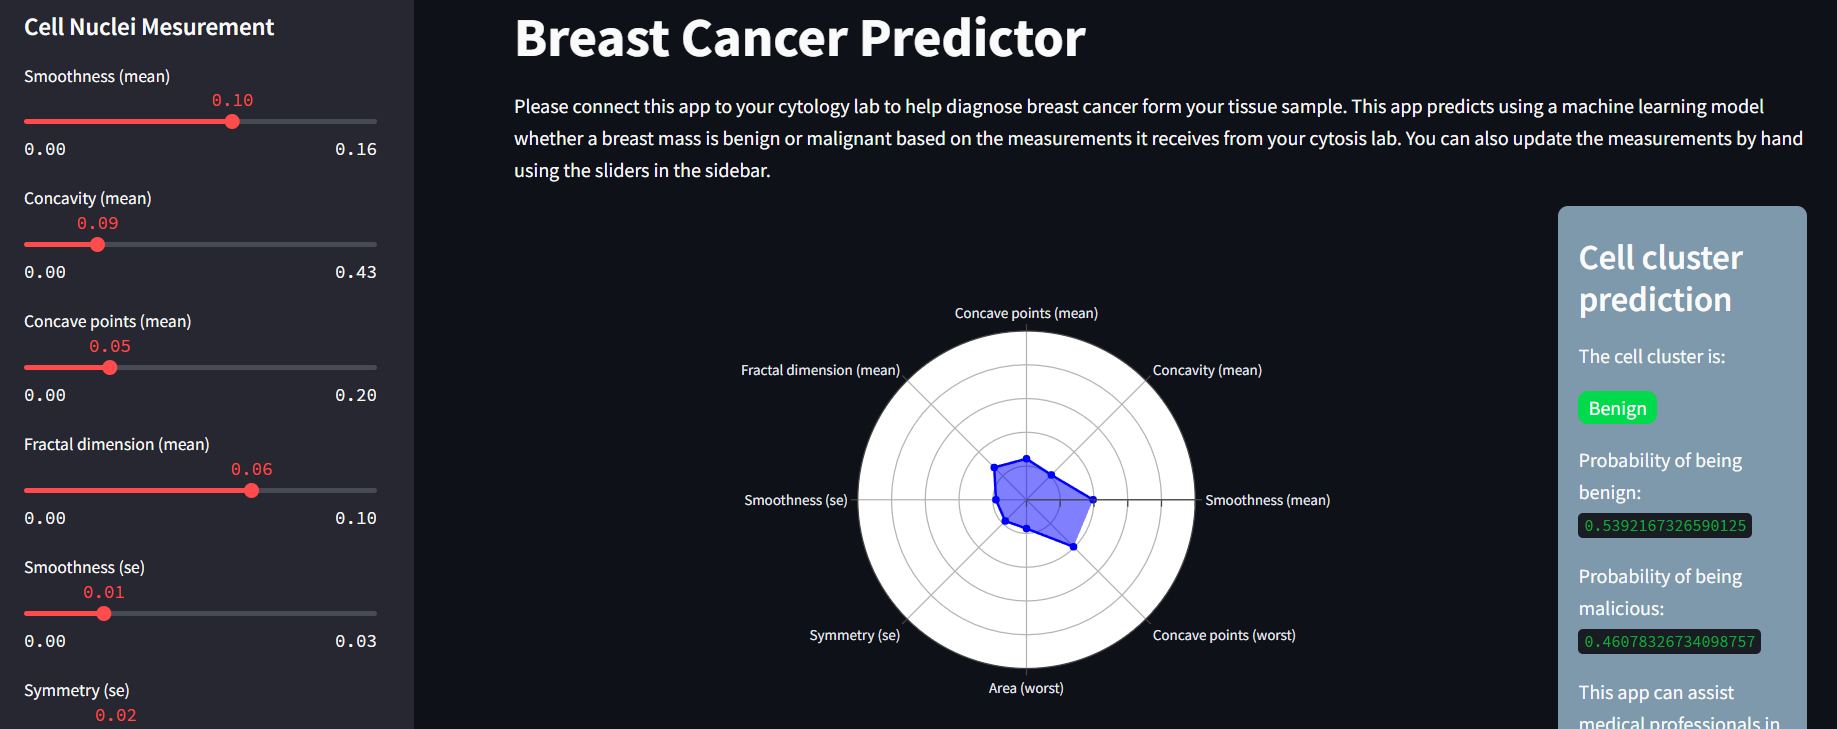 Cell Nuclei Mesurement
Smoothness (mean)
0.10
0.00 0.16
Concavity (mean)
0.09
0.00 0.43
Concave points (mean)
0.05
0.00 0.20
Fractal dimension (mean)
0.06
0.00 0.10
Smoothness (se)
0.01
0.00 0.03
Symmetry (se)
0.02
Breast Cancer Predictor
Please connect this app to your cytology lab to help diagnose breast cancer form your tissue sample. This app predicts using a machine learning model
whether a breast mass is benign or malignant based on the measurements it receives from your cytosis lab. You can also update the measurements by hand
using the sliders in the sidebar.
Concave points (mean)
Fractal dimension (mean)
Concavity (mean)
Smoothness (se)
Smoothness (mean)
Symmetry (se)
Concave points (worst)
Area (worst)
Cell cluster
prediction
The cell cluster is:
Benign
Probability of being
benign:
0.5392167326590125
Probability of being
malicious:
0.46078326734098757
This app can assist
medical professionals in